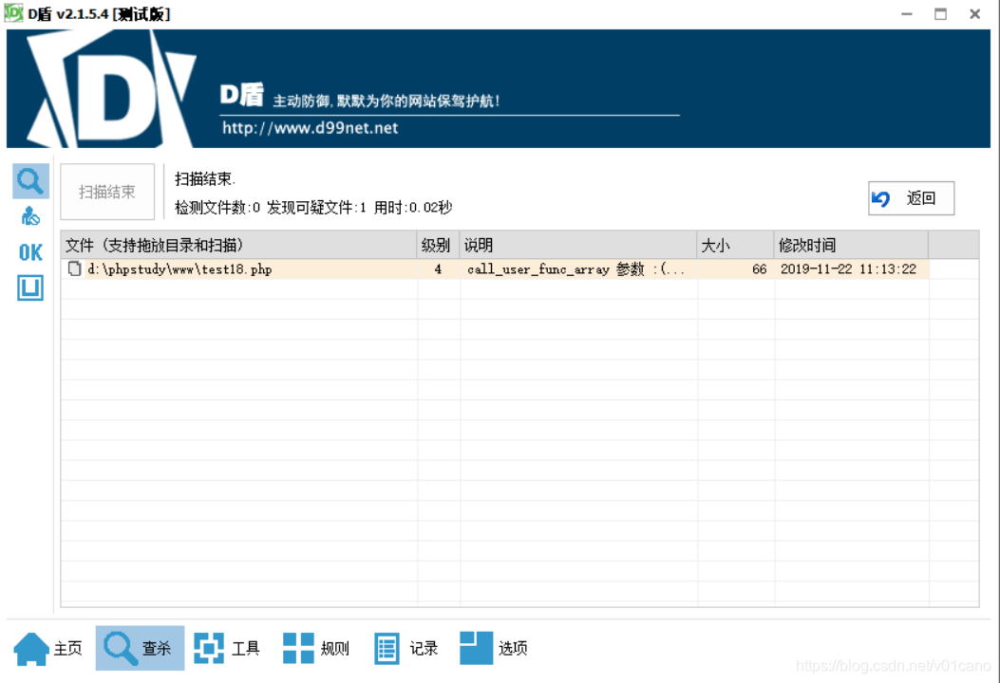 D盾 v2.1.5.4 [测试版]
D盾 主动防御,默默为你的网站保驾护航!
http://www.d99net.net
扫描结束
扫描结束.
检测文件数:0 发现可疑文件:1 用时:0.02秒
返回
文件（支持拖放目录和扫描） 级别 说明 大小 修改时间
d:\phpstudy\www\test18.php 4 call_user_func_array 参数 :(... 66 2019-11-22 11:13:22
OK
主页 查杀 工具 规则 记录 选项
https://blog.csdn.net/v01cano